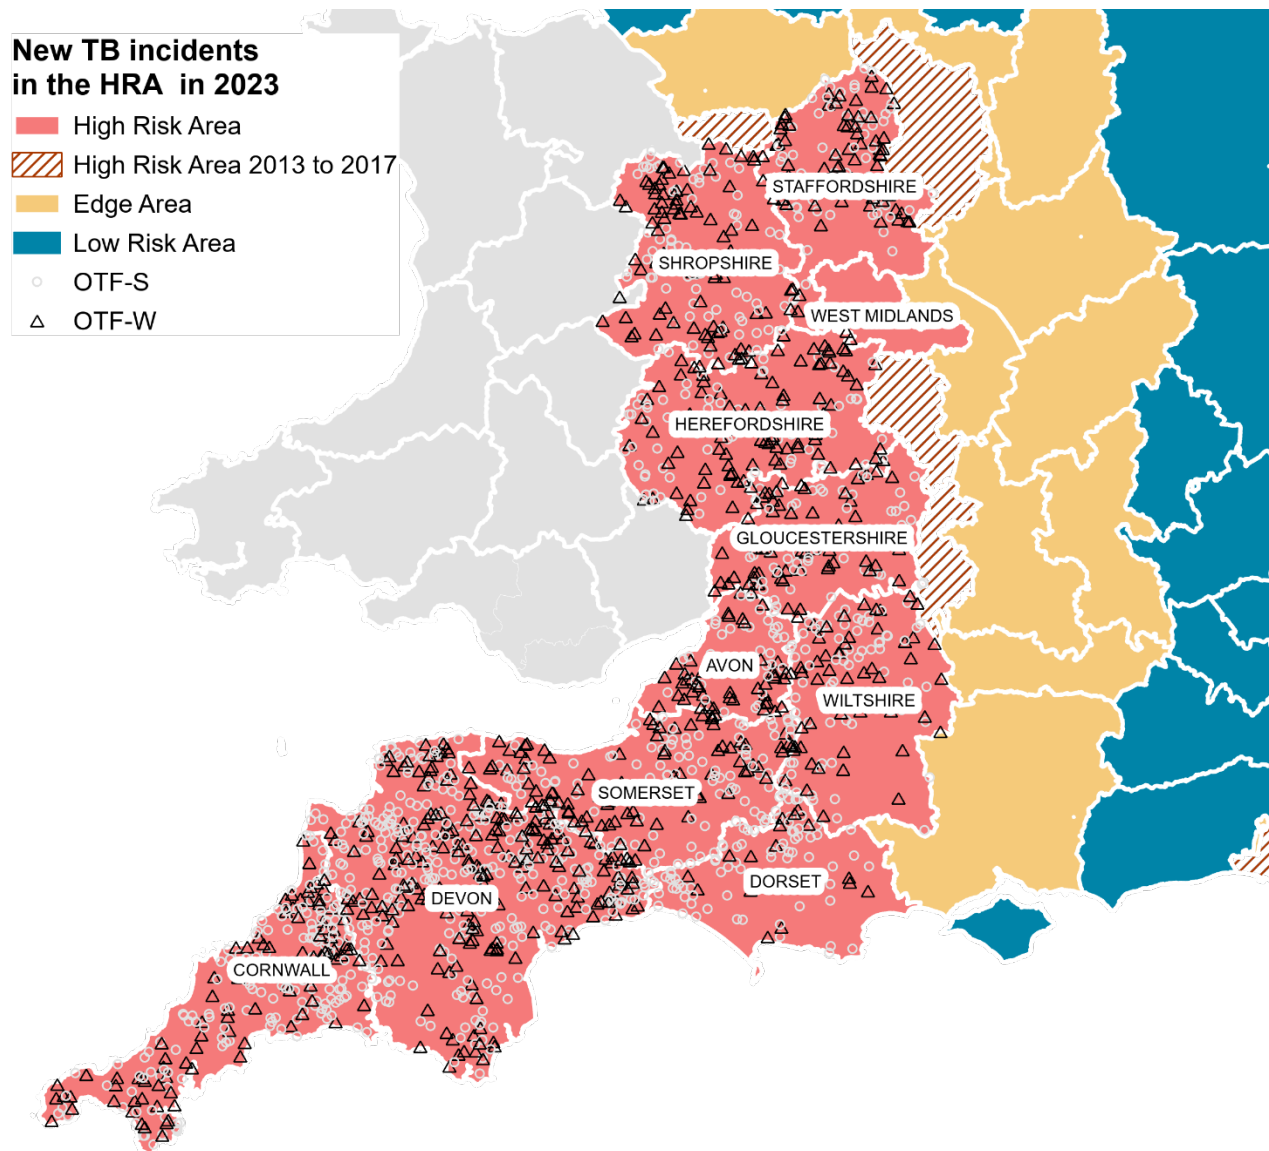 New TB incidents
in the HRA in 2023
High Risk Area
High Risk Area 2013 to 2017
Edge Area
Low Risk Area
OTF-S
OTF-W
STAFFORDSHIRE
SHROPSHIRE
WEST MIDLANDS
HEREFORDSHIRE
GLOUCESTERSHIRE
AVON
WILTSHIRE
SOMERSET
DORSET
DEVON
CORNWALL